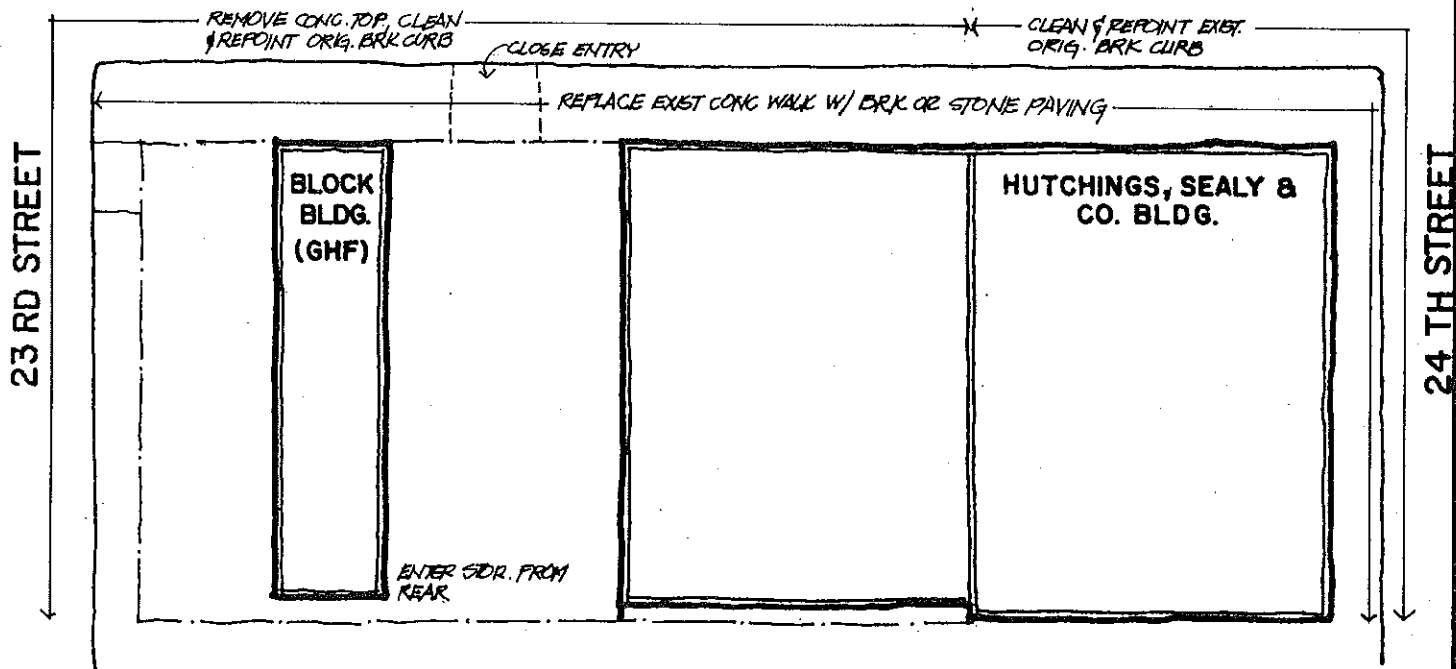 REMOVE CONC. TOP, CLEAN
& REPOINT ORIG. BRK CURB
CLEAN & REPOINT EXIST.
ORIG. BRK CURB
CLOSE ENTRY
REPLACE EXIST CONC WALK W/ BRK OR STONE PAVING
23 RD STREET
BLOCK
BLDG.
(GHF)
HUTCHINGS, SEALY &
CO. BLDG.
24 TH STREET
ENTER STOR. FROM
REAR